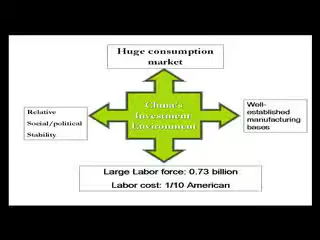 Huge consumption
market
China's
Investment
Environment
Relative
Social/political
Stability
Well-
established
manufacturing
bases
Large Labor force: 0.73 billion
Labor cost: 1/10 American